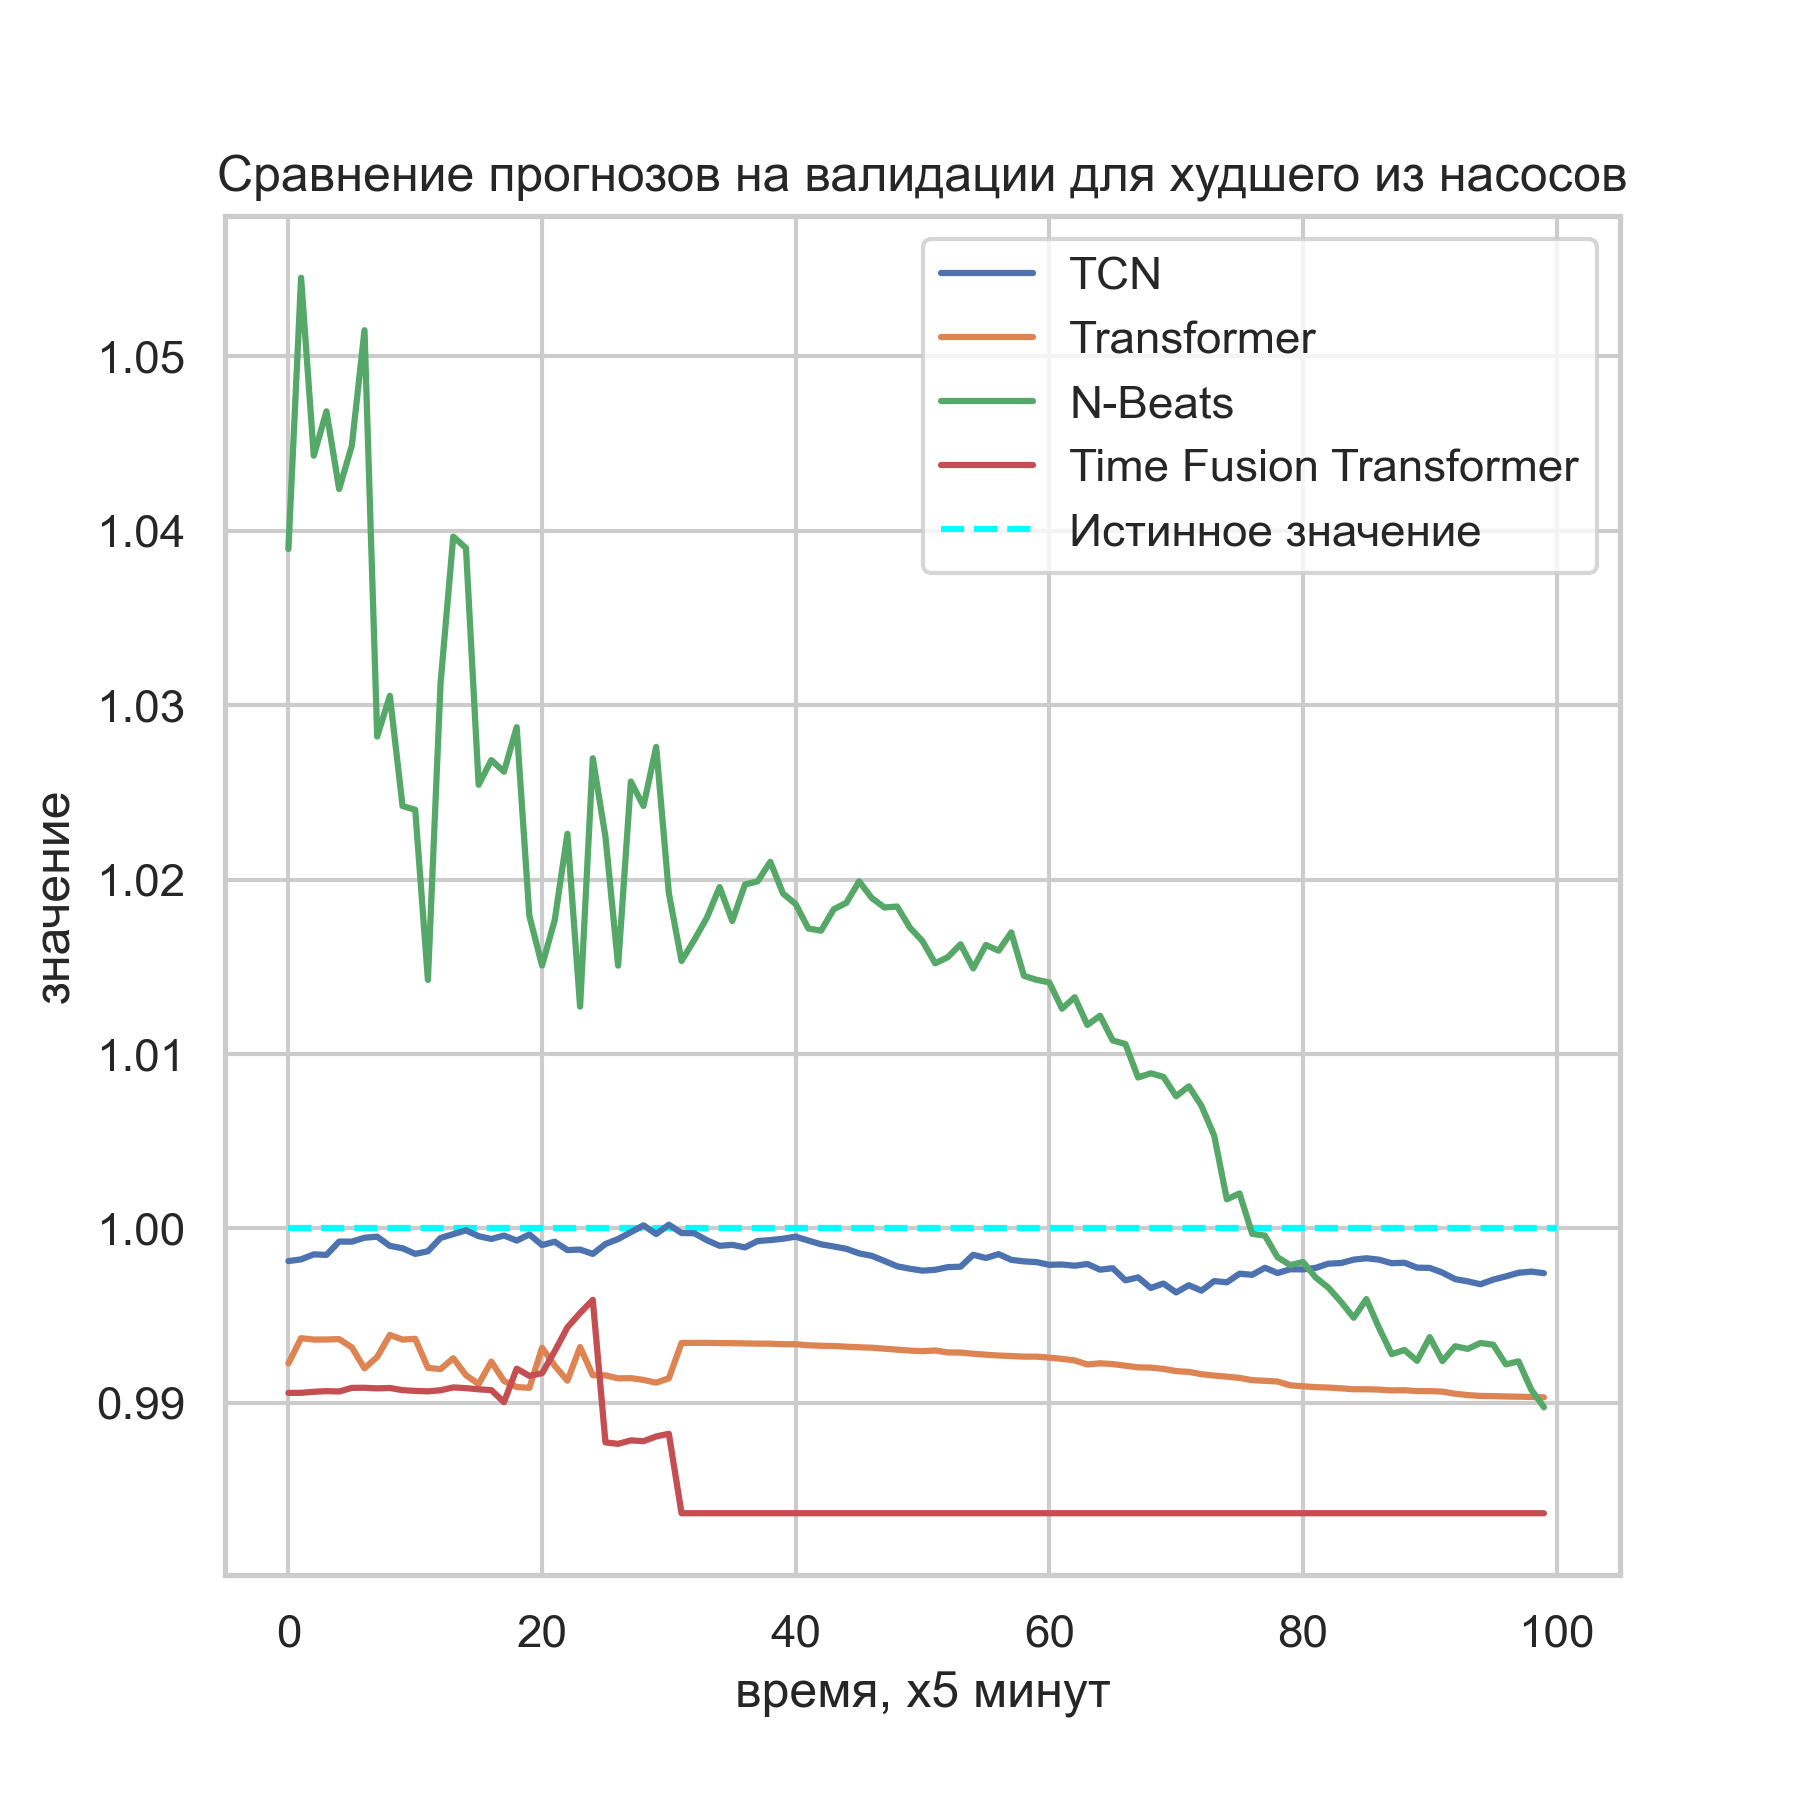 Сравнение прогнозов на валидации для худшего из насосов
TCN
Transformer
N-Beats
Time Fusion Transformer
Истинное значение
1.05
1.04
1.03
1.02
1.01
1.00
0.99
значение
0 20 40 60 80 100
время, x5 минут